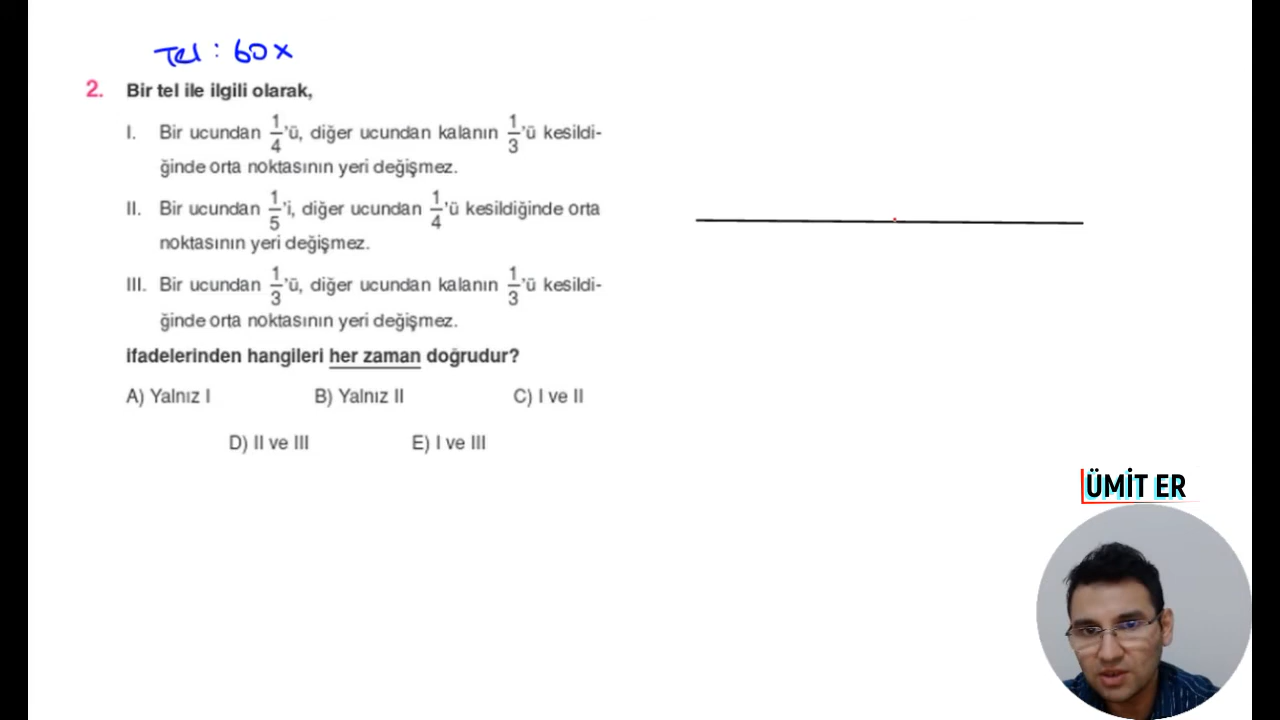 Tel : 60x
2. Bir tel ile ilgili olarak,
I. Bir ucundan 1/4'ü, diğer ucundan kalanın 1/3'ü kesildi-
ğinde orta noktasının yeri değişmez.
II. Bir ucundan 1/5'i, diğer ucundan 1/4'ü kesildiğinde orta
noktasının yeri değişmez.
III. Bir ucundan 1/3'ü, diğer ucundan kalanın 1/3'ü kesildi-
ğinde orta noktasının yeri değişmez.
ifadelerinden hangileri her zaman doğrudur?
A) Yalnız I B) Yalnız II C) I ve II
D) II ve III E) I ve III
ÜMİT ER